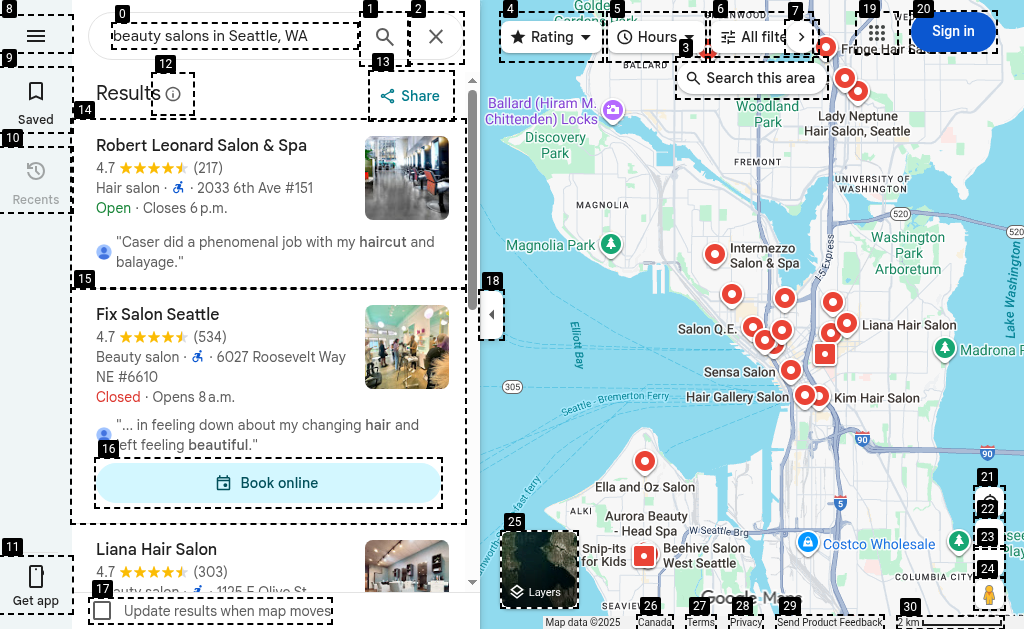 beauty salons in Seattle, WA
Saved
Recents
Get app
Results
Share
Robert Leonard Salon & Spa
4.7 (217)
Hair salon · · 2033 6th Ave #151
Open · Closes 6 p.m.
"Caser did a phenomenal job with my haircut and
balayage."
Fix Salon Seattle
4.7 (534)
Beauty salon · · 6027 Roosevelt Way
NE #6610
Closed · Opens 8 a.m.
"... in feeling down about my changing hair and
left feeling beautiful."
Book online
Liana Hair Salon
4.7 (303)
Update results when map moves
Rating
Hours
All filte
Search this area
Sign in
BALLARD
Ballard (Hiram M.
Chittenden) Locks
Discovery
Park
Woodland
Park
Fringe Hair Sa
Lady Neptune
Hair Salon, Seattle
FREMONT
UNIVERSITY OF
WASHINGTON
MAGNOLIA
520
520
Magnolia Park
Washington
Park
Arboretum
Intermezzo
Salon & Spa
I-5 Express
Lake Washington
Salon Q.E.
Liana Hair Salon
Elliott Bay
Madrona P
Sensa Salon
305
Seattle - Bremerton Ferry
Hair Gallery Salon
Kim Hair Salon
90
90
Ella and Oz Salon
5
ALKI
Aurora Beauty
- Head Spa
W Seattle Brg
Snip-its
for Kids
Beehive Salon
West Seattle
Costco Wholesale
COLUMBIA CITY
Layers
Google Maps
Map data ©2025
Canada
Terms
Privacy
Send Product Feedback
2 km
0
1
2
3
4
5
6
7
8
9
10
11
12
13
14
15
16
17
18
19
20
21
22
23
24
25
26
27
28
29
30